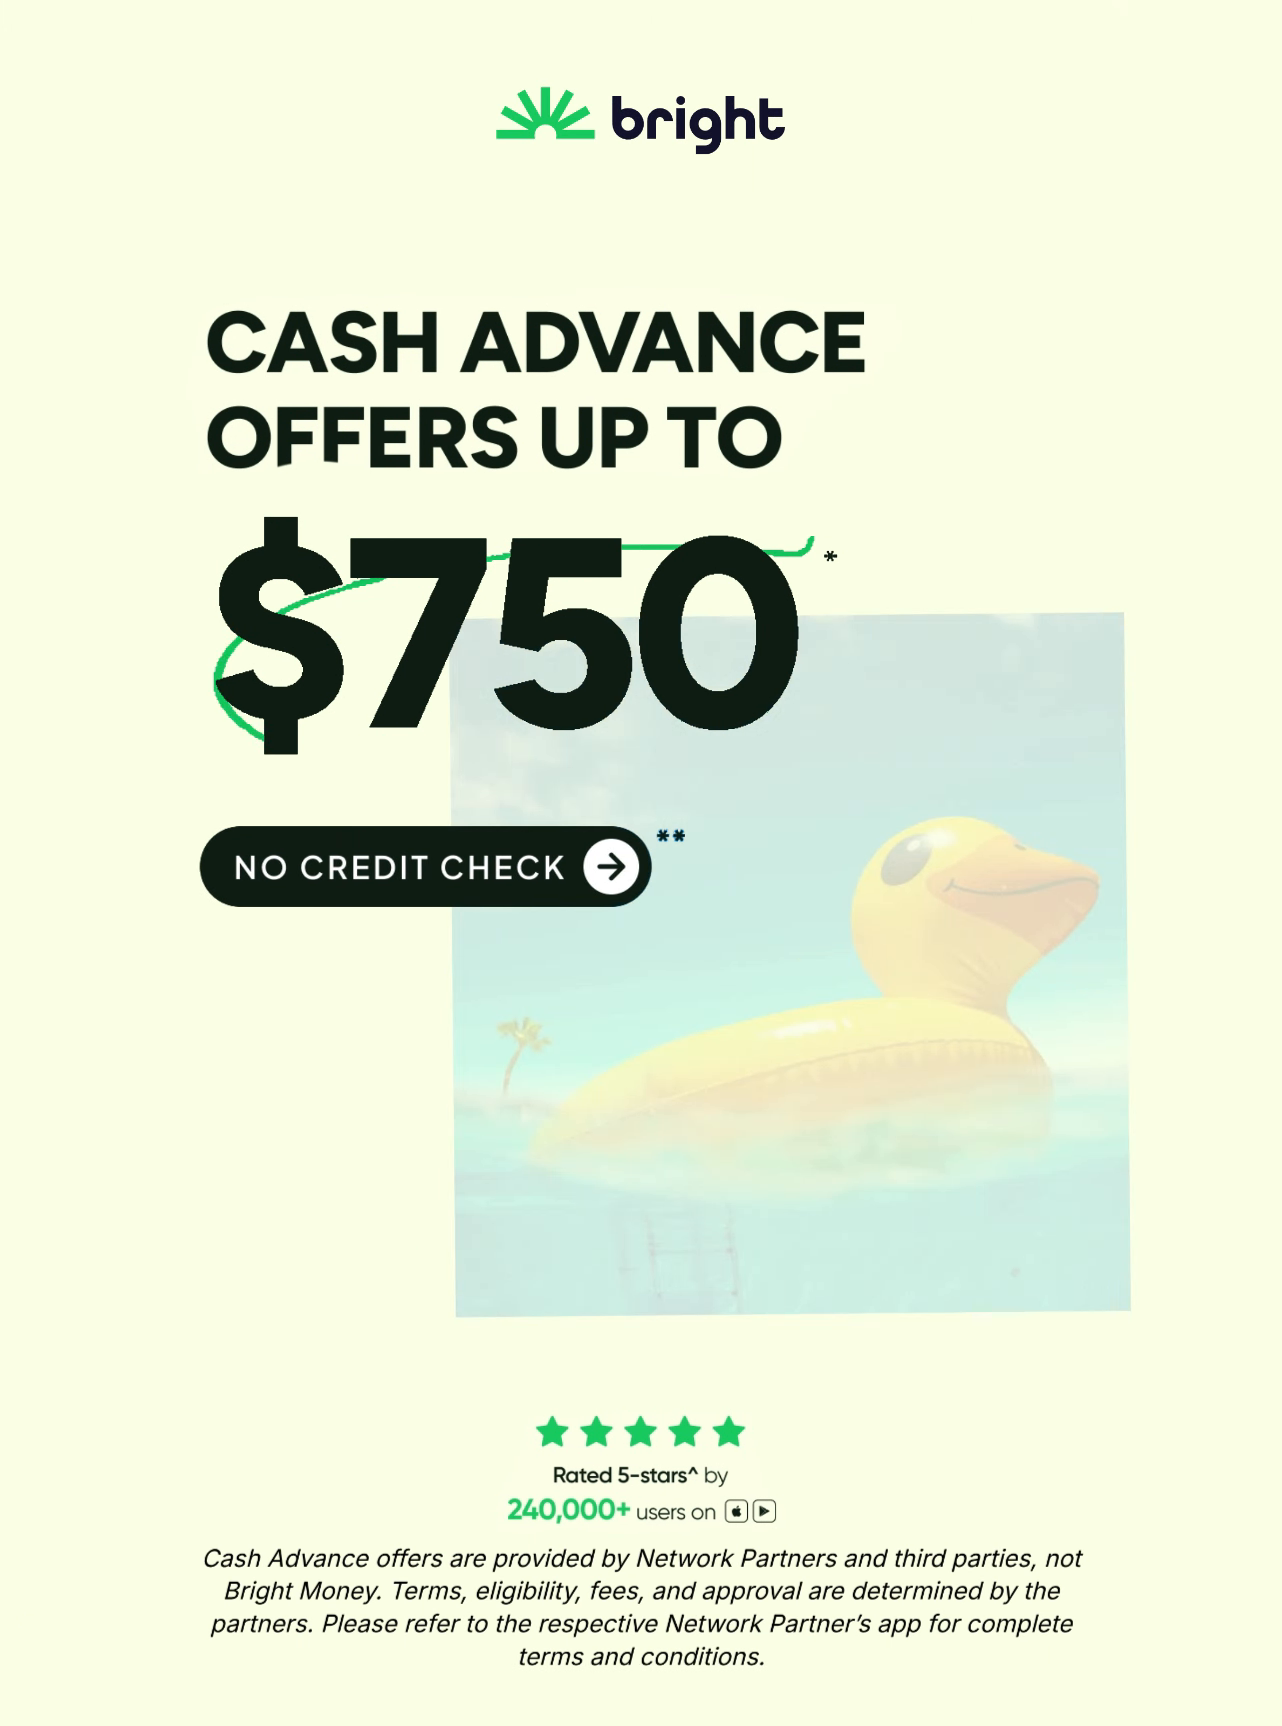 bright
CASH ADVANCE
OFFERS UP TO
$750*
NO CREDIT CHECK**
Rated 5-stars^ by
240,000+ users on
Cash Advance offers are provided by Network Partners and third parties, not
Bright Money. Terms, eligibility, fees, and approval are determined by the
partners. Please refer to the respective Network Partner’s app for complete
terms and conditions.